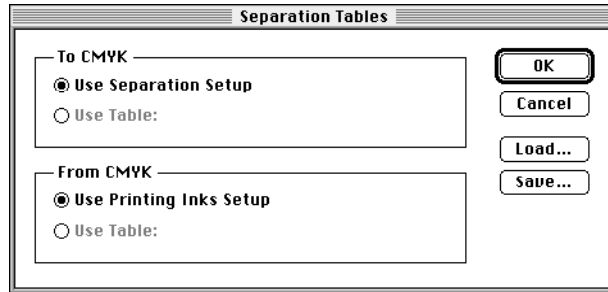 Separation Tables
To CMYK
Use Separation Setup
Use Table:
From CMYK
Use Printing Inks Setup
Use Table:
OK
Cancel
Load...
Save...